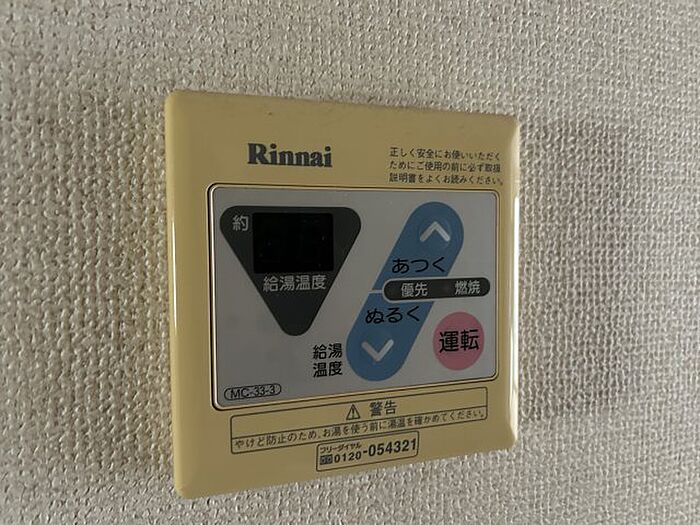 Rinnai
正しく安全にお使いいただく
ためにご使用の前に必ず取扱
説明書をよくお読みください。
約
給湯温度
あつく
優先 燃焼
ぬるく
運転
給湯
温度
MC-33-3
⚠ 警告
やけど防止のため、お湯を使う前に湯温を確かめてください。
フリーダイヤル
0120-054321